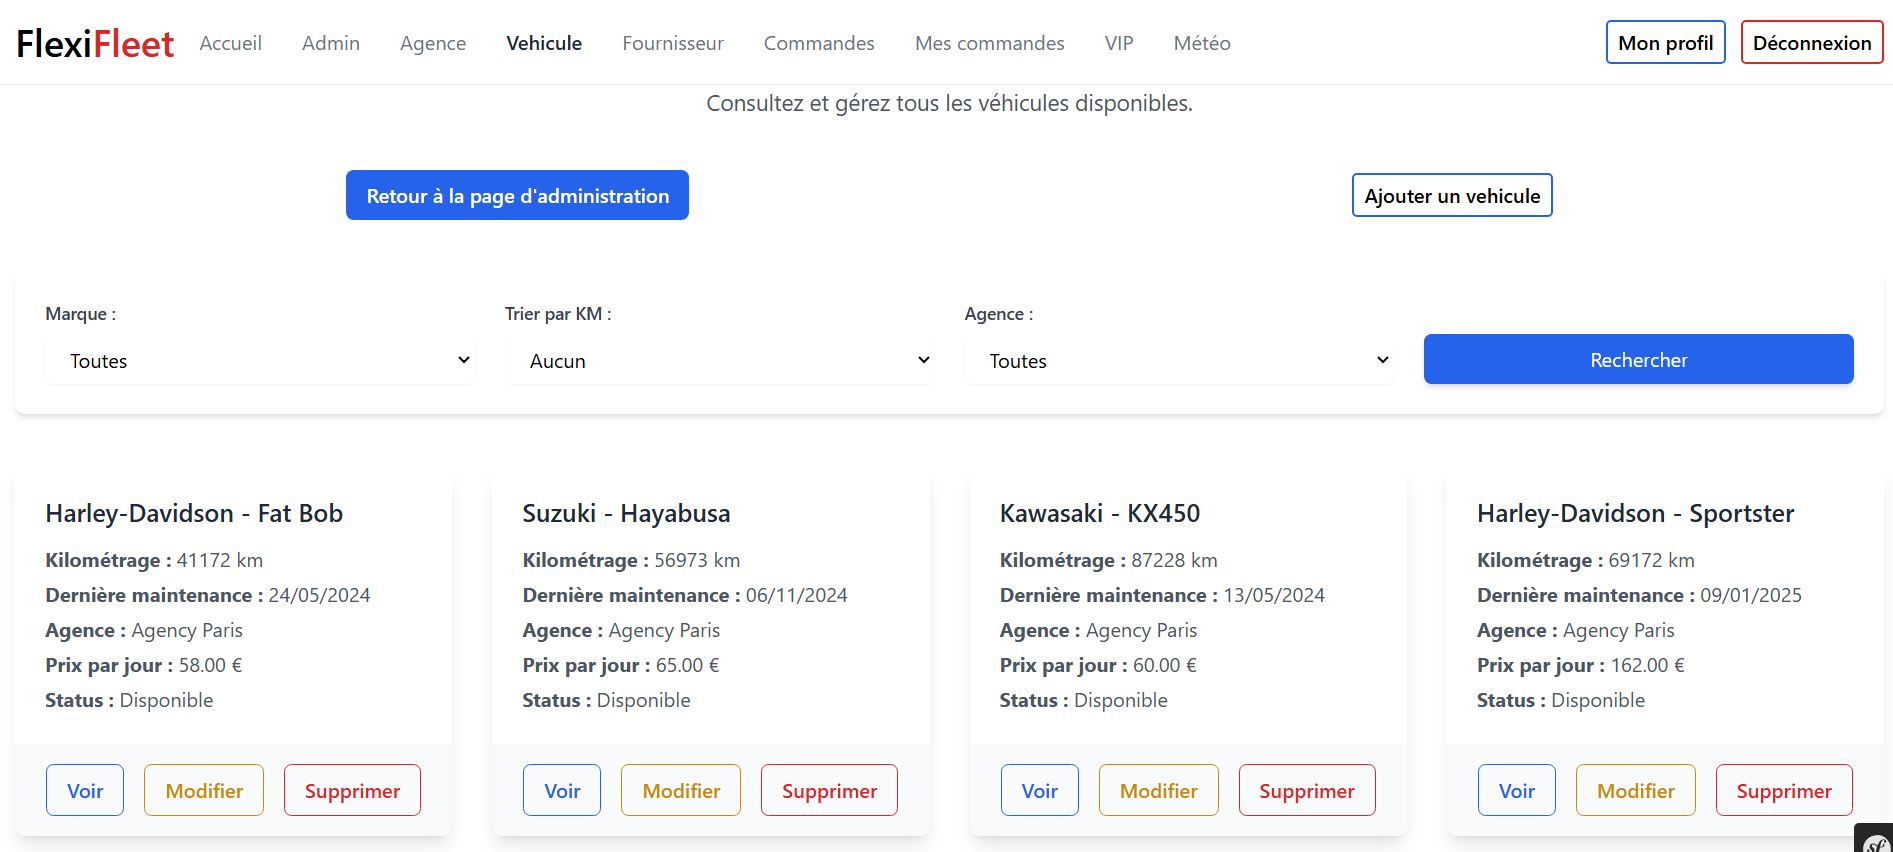 FlexiFleet Accueil Admin Agence Vehicule Fournisseur Commandes Mes commandes VIP Météo Mon profil Déconnexion
Consultez et gérez tous les véhicules disponibles.
Retour à la page d'administration Ajouter un vehicule
Marque : Trier par KM : Agence :
Toutes Aucun Toutes Rechercher
Harley-Davidson - Fat Bob
Kilométrage : 41172 km
Dernière maintenance : 24/05/2024
Agence : Agency Paris
Prix par jour : 58.00 €
Status : Disponible
Voir Modifier Supprimer
Suzuki - Hayabusa
Kilométrage : 56973 km
Dernière maintenance : 06/11/2024
Agence : Agency Paris
Prix par jour : 65.00 €
Status : Disponible
Voir Modifier Supprimer
Kawasaki - KX450
Kilométrage : 87228 km
Dernière maintenance : 13/05/2024
Agence : Agency Paris
Prix par jour : 60.00 €
Status : Disponible
Voir Modifier Supprimer
Harley-Davidson - Sportster
Kilométrage : 69172 km
Dernière maintenance : 09/01/2025
Agence : Agency Paris
Prix par jour : 162.00 €
Status : Disponible
Voir Modifier Supprimer
sf